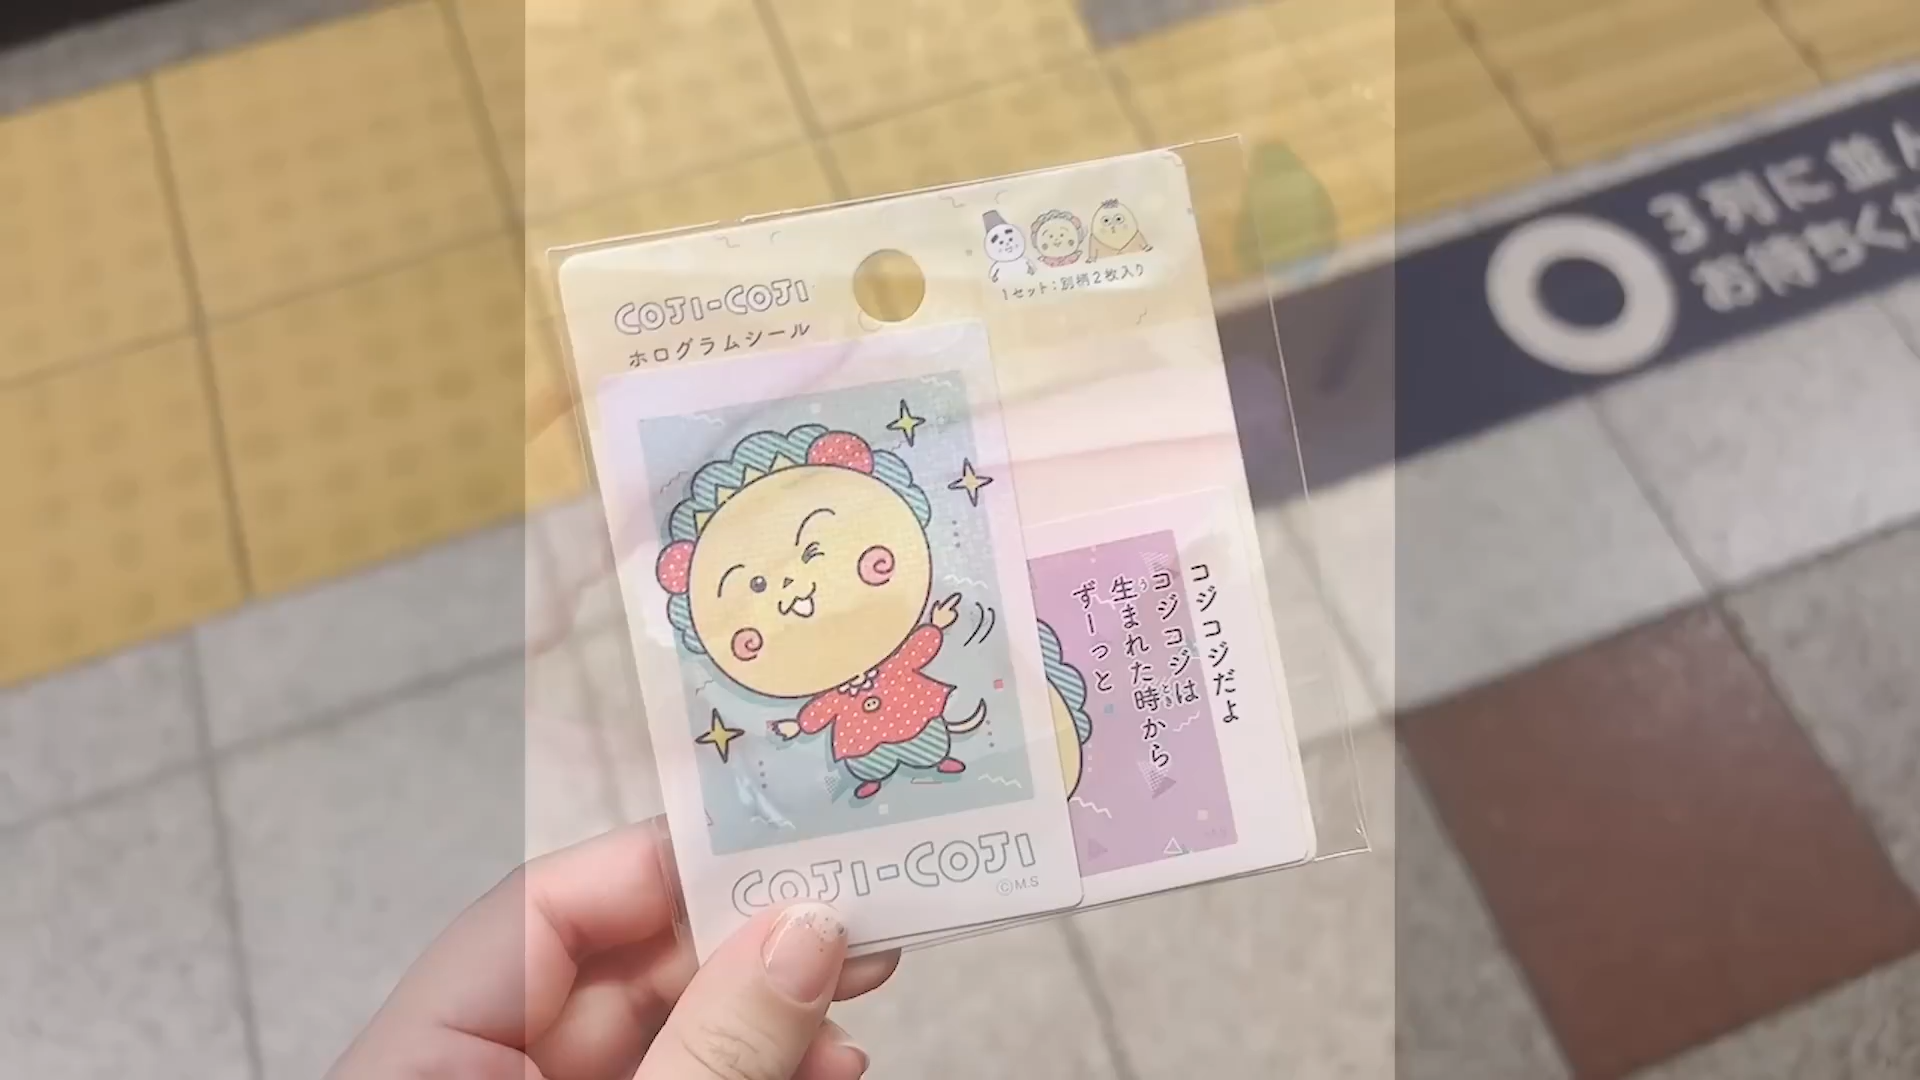 COJI-COJI
ホログラムシール
1セット：別柄2枚入り
コジコジだよ
コジコジは
生まれた時から
ずーっと
COJI-COJI
©M.S
3列に並ん
お待ちくだ